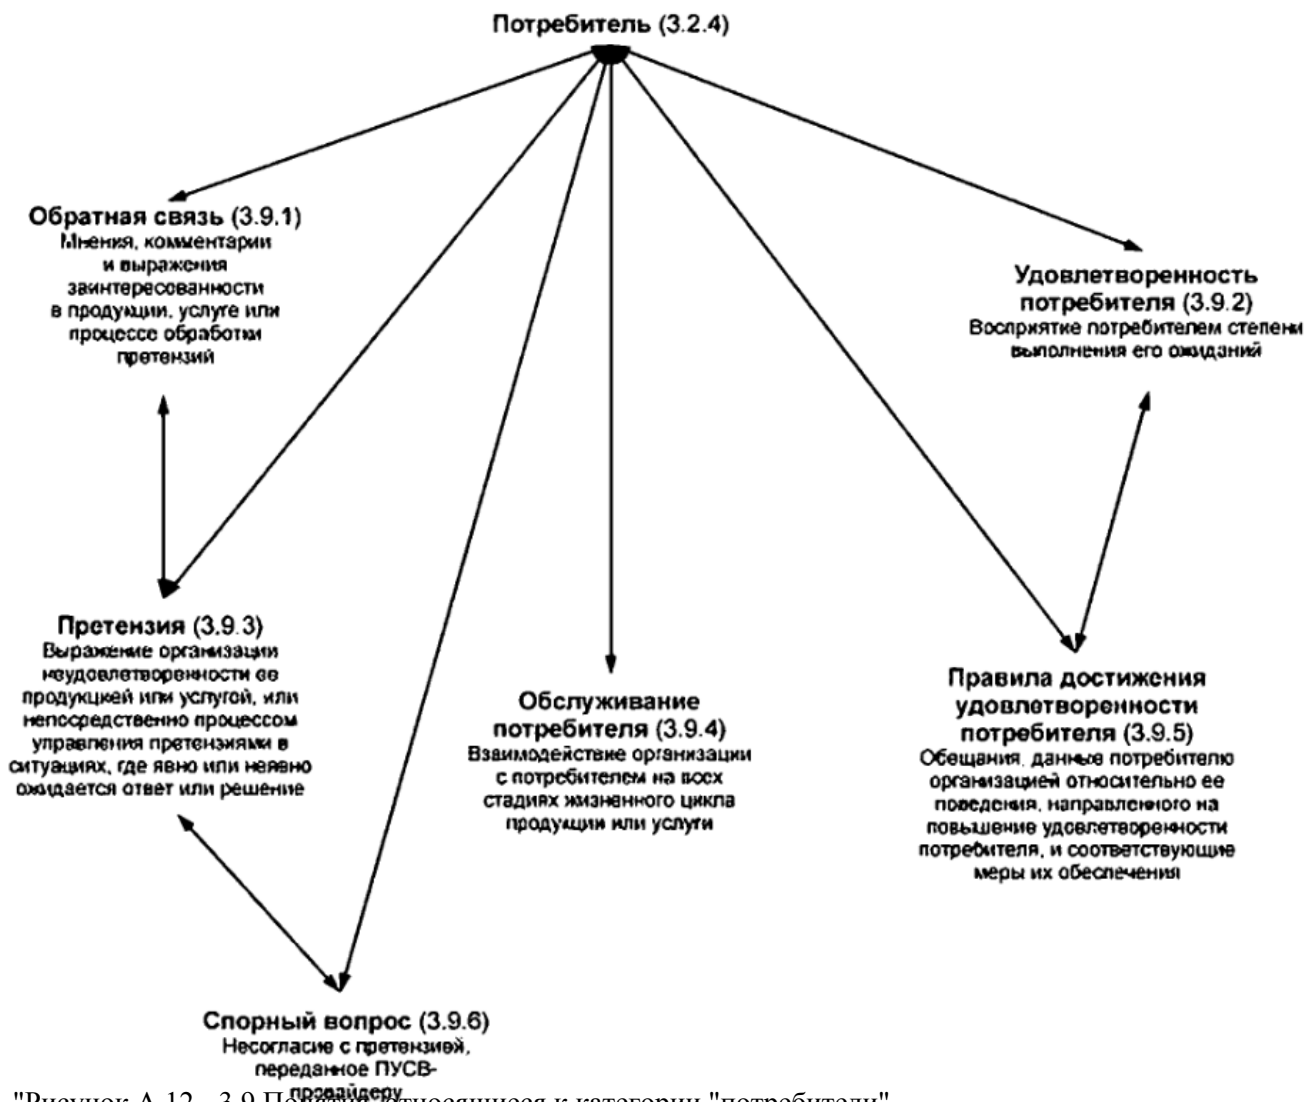 Потребитель (3.2.4)
Обратная связь (3.9.1)
Мнения, комментарии
и выражения
заинтересованности
в продукции, услуге или
процессе обработки
претензий
Удовлетворенность
потребителя (3.9.2)
Восприятие потребителем степени
выполнения его ожиданий
Претензия (3.9.3)
Выражение организации
неудовлетворенности ее
продукцией или услугой, или
непосредственно процессом
управления претензиями в
ситуациях, где явно или неявно
ожидается ответ или решение
Обслуживание
потребителя (3.9.4)
Взаимодействие организации
с потребителем на всех
стадиях жизненного цикла
продукции или услуги
Правила достижения
удовлетворенности
потребителя (3.9.5)
Обещания, данные потребителю
организацией относительно ее
поведения, направленного на
повышение удовлетворенности
потребителя, и соответствующие
меры их обеспечения
Спорный вопрос (3.9.6)
Несогласие с претензией,
переданное ПУСВ-
провайдеру
"Рисунок А.12 - 3.9 Понятия, относящиеся к категории "потребители"